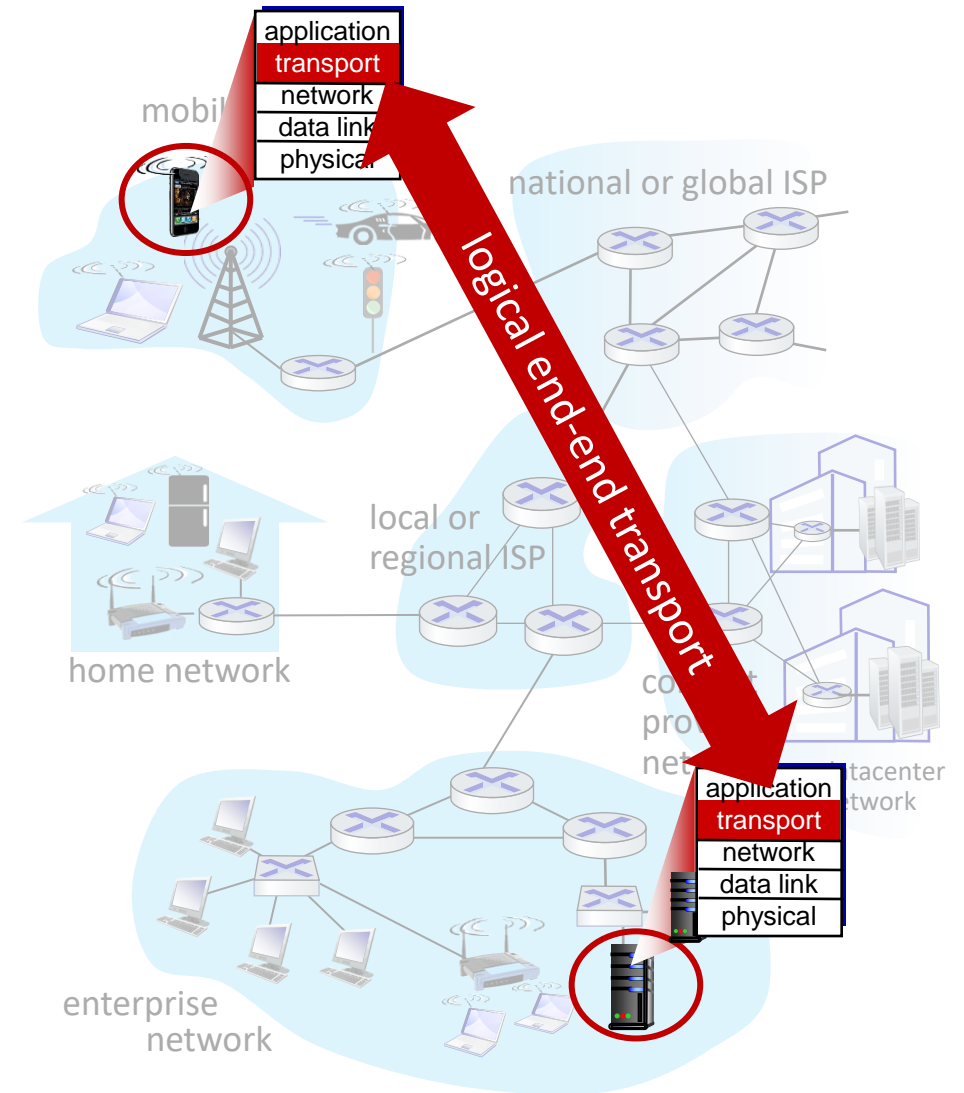 application
transport
network
data link
physical
national or global ISP
logical end-end transport
local or
regional ISP
home network
application
transport
network
data link
physical
enterprise
network